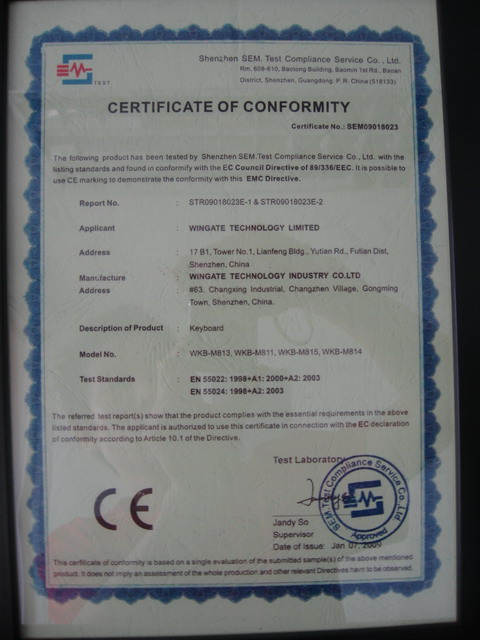 Shenzhen SEM. Test Compliance Service Co., Ltd.
Rm. 609-610, Baolong Building, Baomin 1st Rd., Baoan
District, Shenzhen, Guangdong. P. R. China (518133)
SEM
TEST
CERTIFICATE OF CONFORMITY
Certificate No.: SEM09018023
The following product has been tested by Shenzhen SEM.Test Compliance Service Co., Ltd. with the
listing standards and found in conformity with the EC Council Directive of 89/336/EEC. It is possible to
use CE marking to demonstrate the conformity with this EMC Directive.
Report No. : STR09018023E-1 & STR09018023E-2
Applicant : WINGATE TECHNOLOGY LIMITED
Address : 17 B1, Tower No.1, Lianfeng Bldg., Yutian Rd., Futian Dist,
Shenzhen, China
Manufacture : WINGATE TECHNOLOGY INDUSTRY CO.LTD
Address : #63. Changxing Industrial, Changzhen Village, Gongming
Town, Shenzhen, China.
Description of Product : Keyboard
Model No. : WKB-M813, WKB-M811, WKB-M815, WKB-M814
Test Standards : EN 55022: 1998+A1: 2000+A2: 2003
EN 55024: 1998+A2: 2003
The referred test report(s) show that the product complies with the essential requirements in the above
listed standards. The applicant is authorized to use this certificate in connection with the EC declaration
of conformity according to Article 10.1 of the Directive.
Test Laboratory
SEM.Test Compliance Service Co.,Ltd.
Approved
CE
Jandy So
Supervisor
Date of Issue: Jan 07, 2009
This certificate of conformity is based on a single evaluation of the submitted sample(s) of the above mentioned
product. It does not imply an assessment of the whole production and other relevant Directives have to be observed.